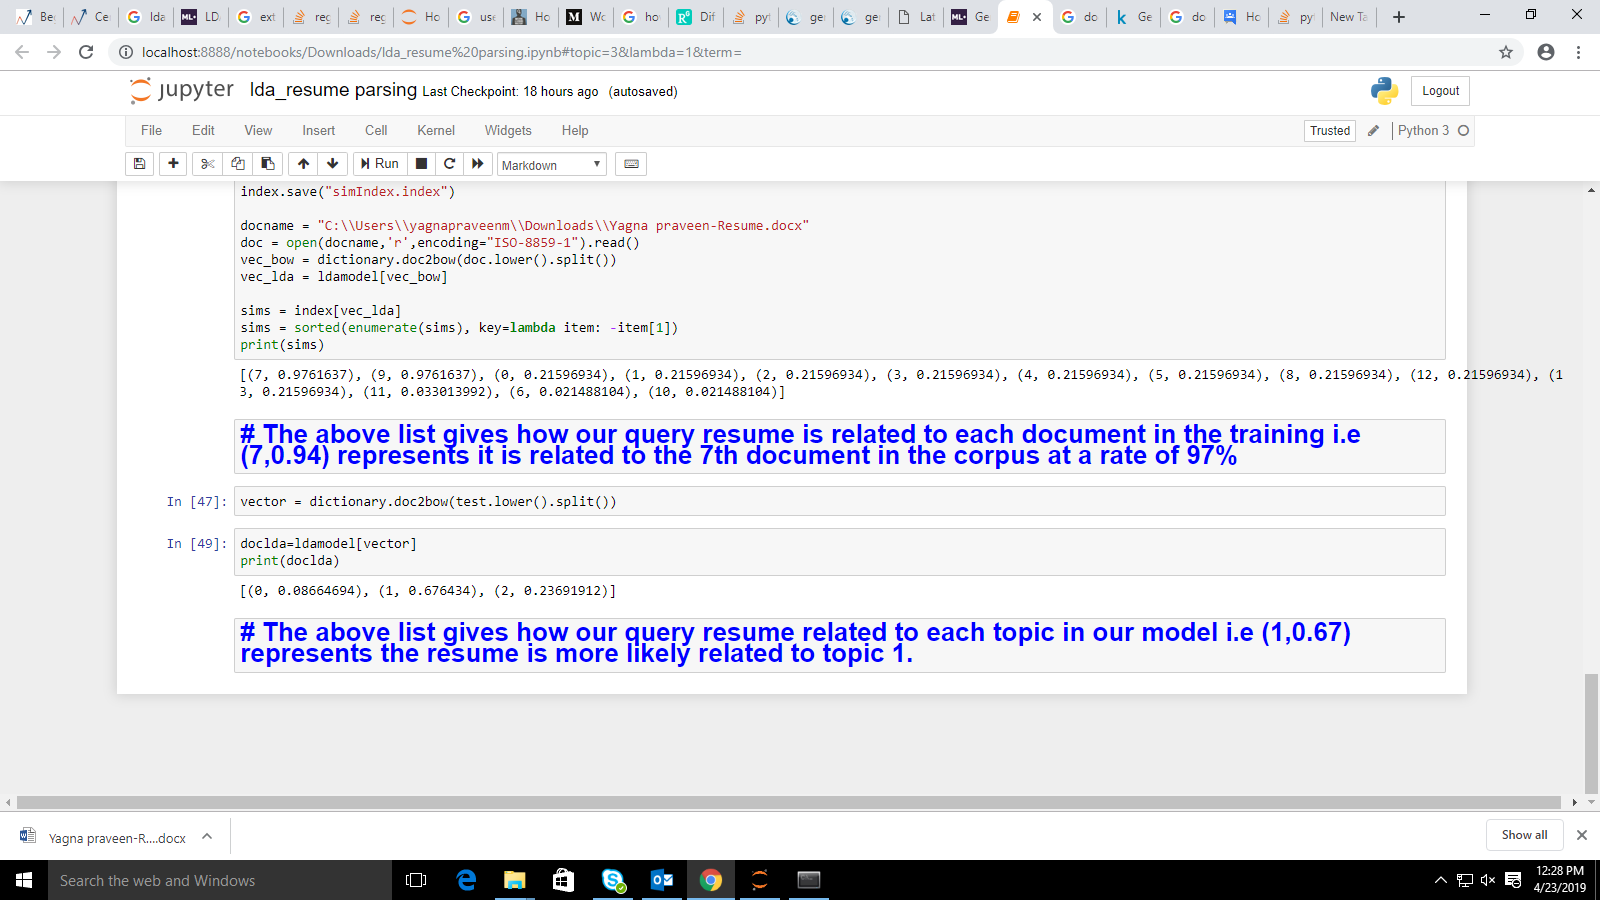 Be Ce G lda ML+ LD. G ext reg reg Ho G use Ho M Wo G ho R Dif pyt ge ge Lat ML+ Ge G do k Ge G do Ho py New Ta
localhost:8888/notebooks/Downloads/lda_resume%20parsing.ipynb#topic=3&lambda=1&term=
jupyter lda_resume parsing Last Checkpoint: 18 hours ago (autosaved) Logout
File Edit View Insert Cell Kernel Widgets Help Trusted Python 3
Run Markdown
index.save("simIndex.index")
docname = "C:\\Users\\yagnapraveenm\\Downloads\\Yagna praveen-Resume.docx"
doc = open(docname,'r',encoding="ISO-8859-1").read()
vec_bow = dictionary.doc2bow(doc.lower().split())
vec_lda = ldamodel[vec_bow]
sims = index[vec_lda]
sims = sorted(enumerate(sims), key=lambda item: -item[1])
print(sims)
[(7, 0.9761637), (9, 0.9761637), (0, 0.21596934), (1, 0.21596934), (2, 0.21596934), (3, 0.21596934), (4, 0.21596934), (5, 0.21596934), (8, 0.21596934), (12, 0.21596934), (1
3, 0.21596934), (11, 0.033013992), (6, 0.021488104), (10, 0.021488104)]
# The above list gives how our query resume is related to each document in the training i.e
(7,0.94) represents it is related to the 7th document in the corpus at a rate of 97%
In [47]: vector = dictionary.doc2bow(test.lower().split())
In [49]: doclda=ldamodel[vector]
print(doclda)
[(0, 0.08664694), (1, 0.676434), (2, 0.23691912)]
# The above list gives how our query resume related to each topic in our model i.e (1,0.67)
represents the resume is more likely related to topic 1.
Yagna praveen-R....docx Show all
Search the web and Windows
12:28 PM
4/23/2019